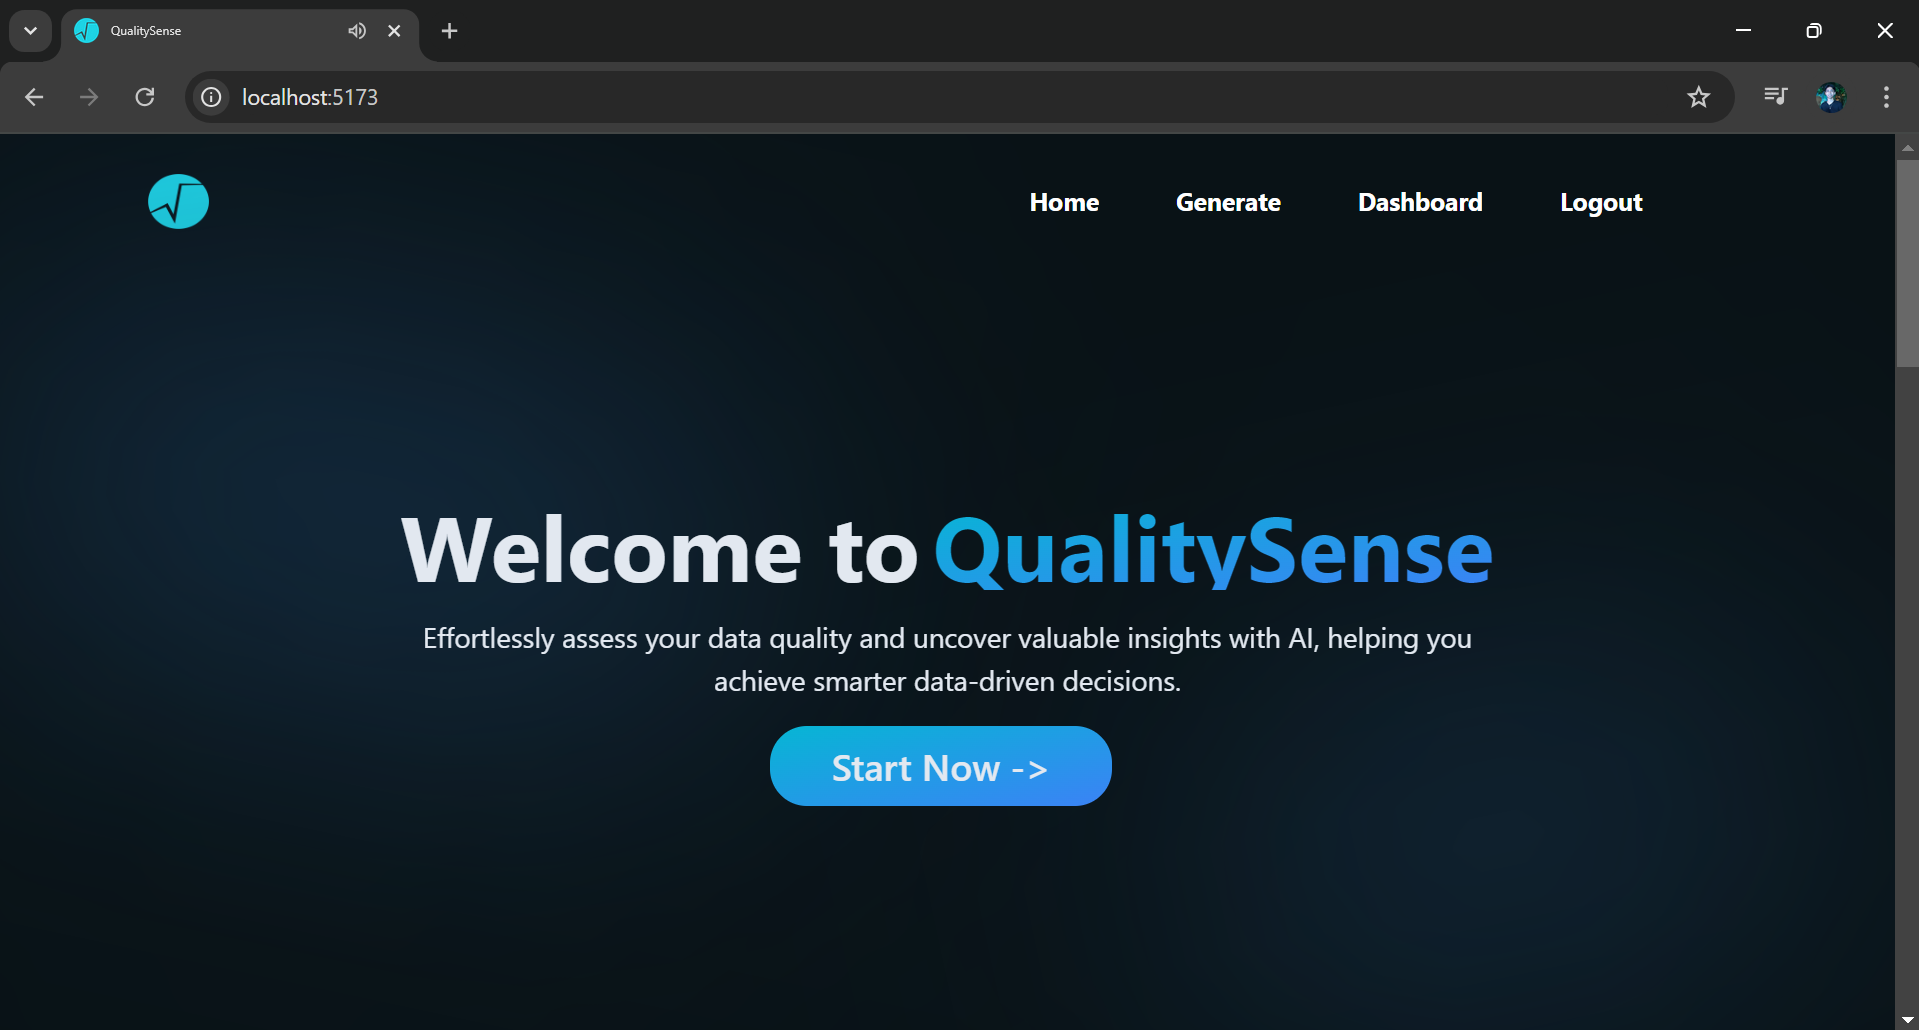 QualitySense
localhost:5173
Home Generate Dashboard Logout
Welcome to QualitySense
Effortlessly assess your data quality and uncover valuable insights with AI, helping you
achieve smarter data-driven decisions.
Start Now ->